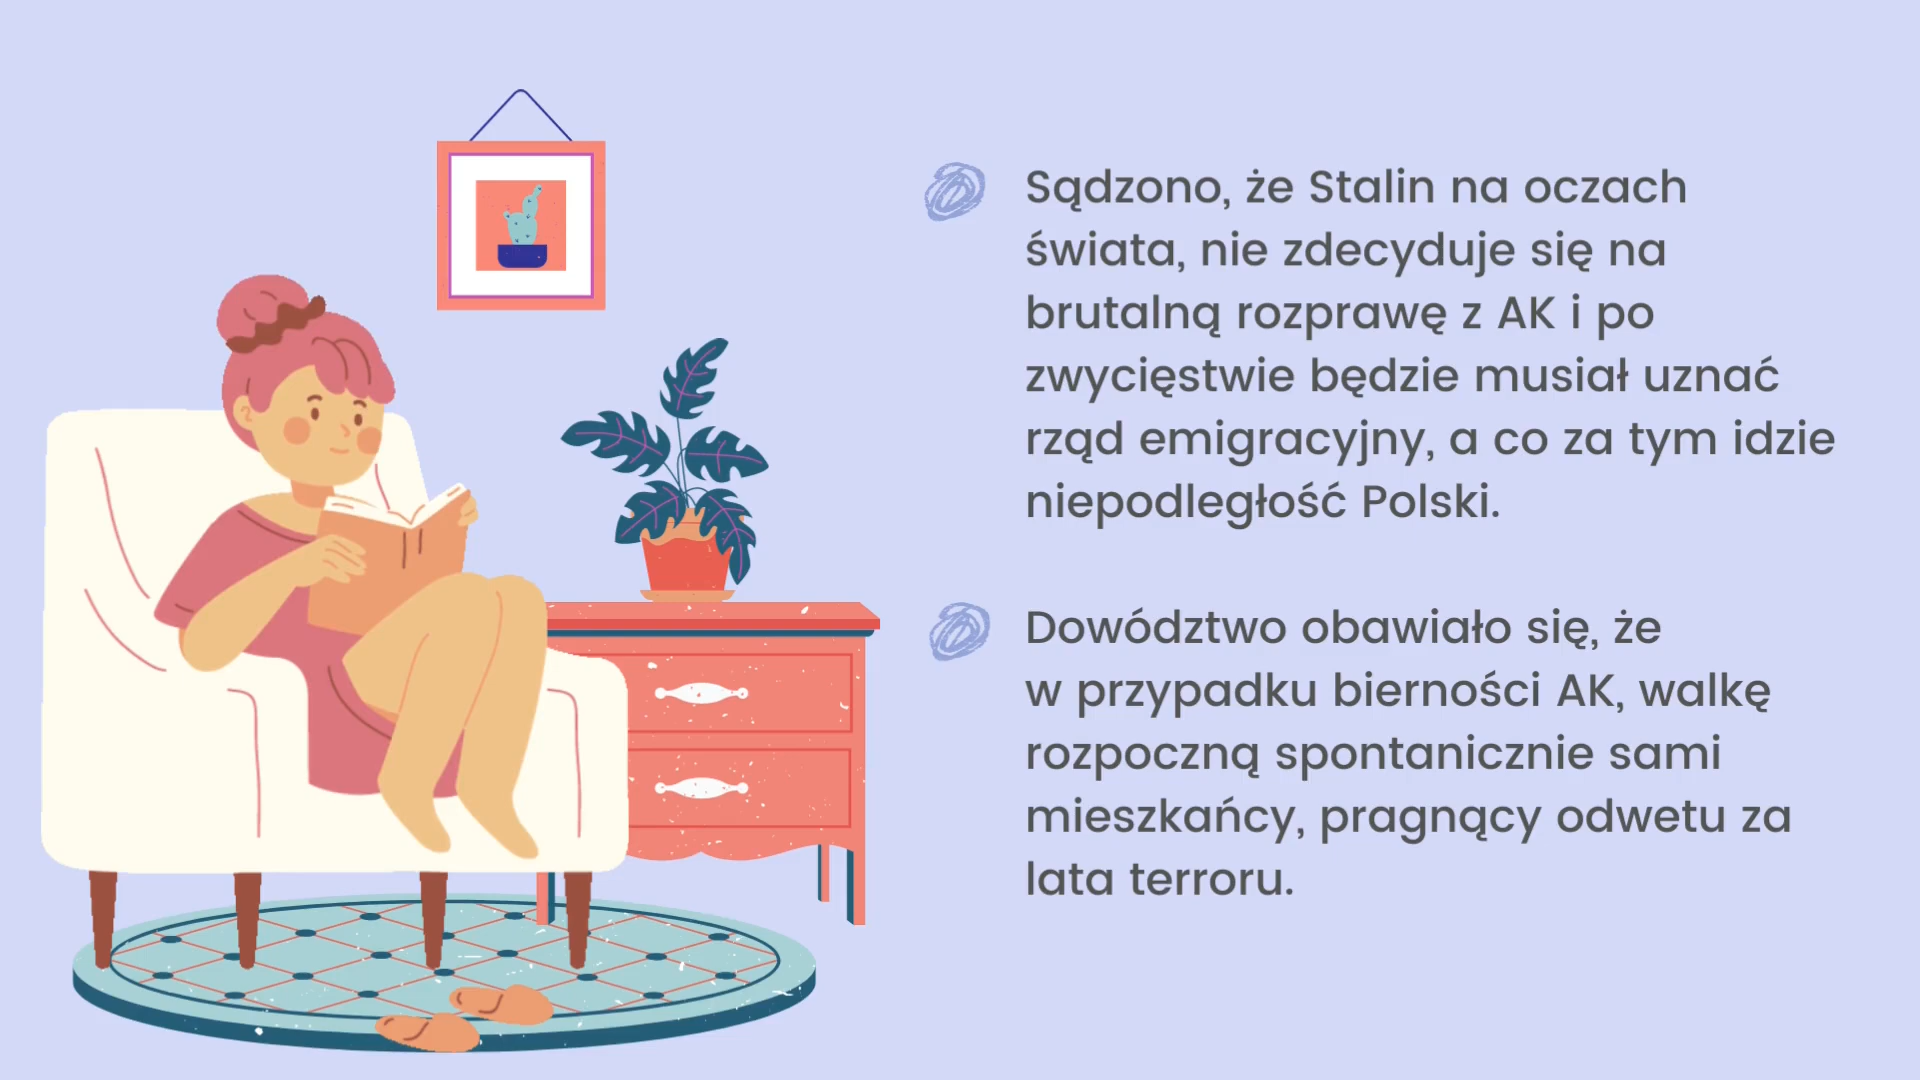 Sądzono, że Stalin na oczach
świata, nie zdecyduje się na
brutalną rozprawę z AK i po
zwycięstwie będzie musiał uznać
rząd emigracyjny, a co za tym idzie
niepodległość Polski.
Dowództwo obawiało się, że
w przypadku bierności AK, walkę
rozpoczną spontanicznie sami
mieszkańcy, pragnący odwetu za
lata terroru.